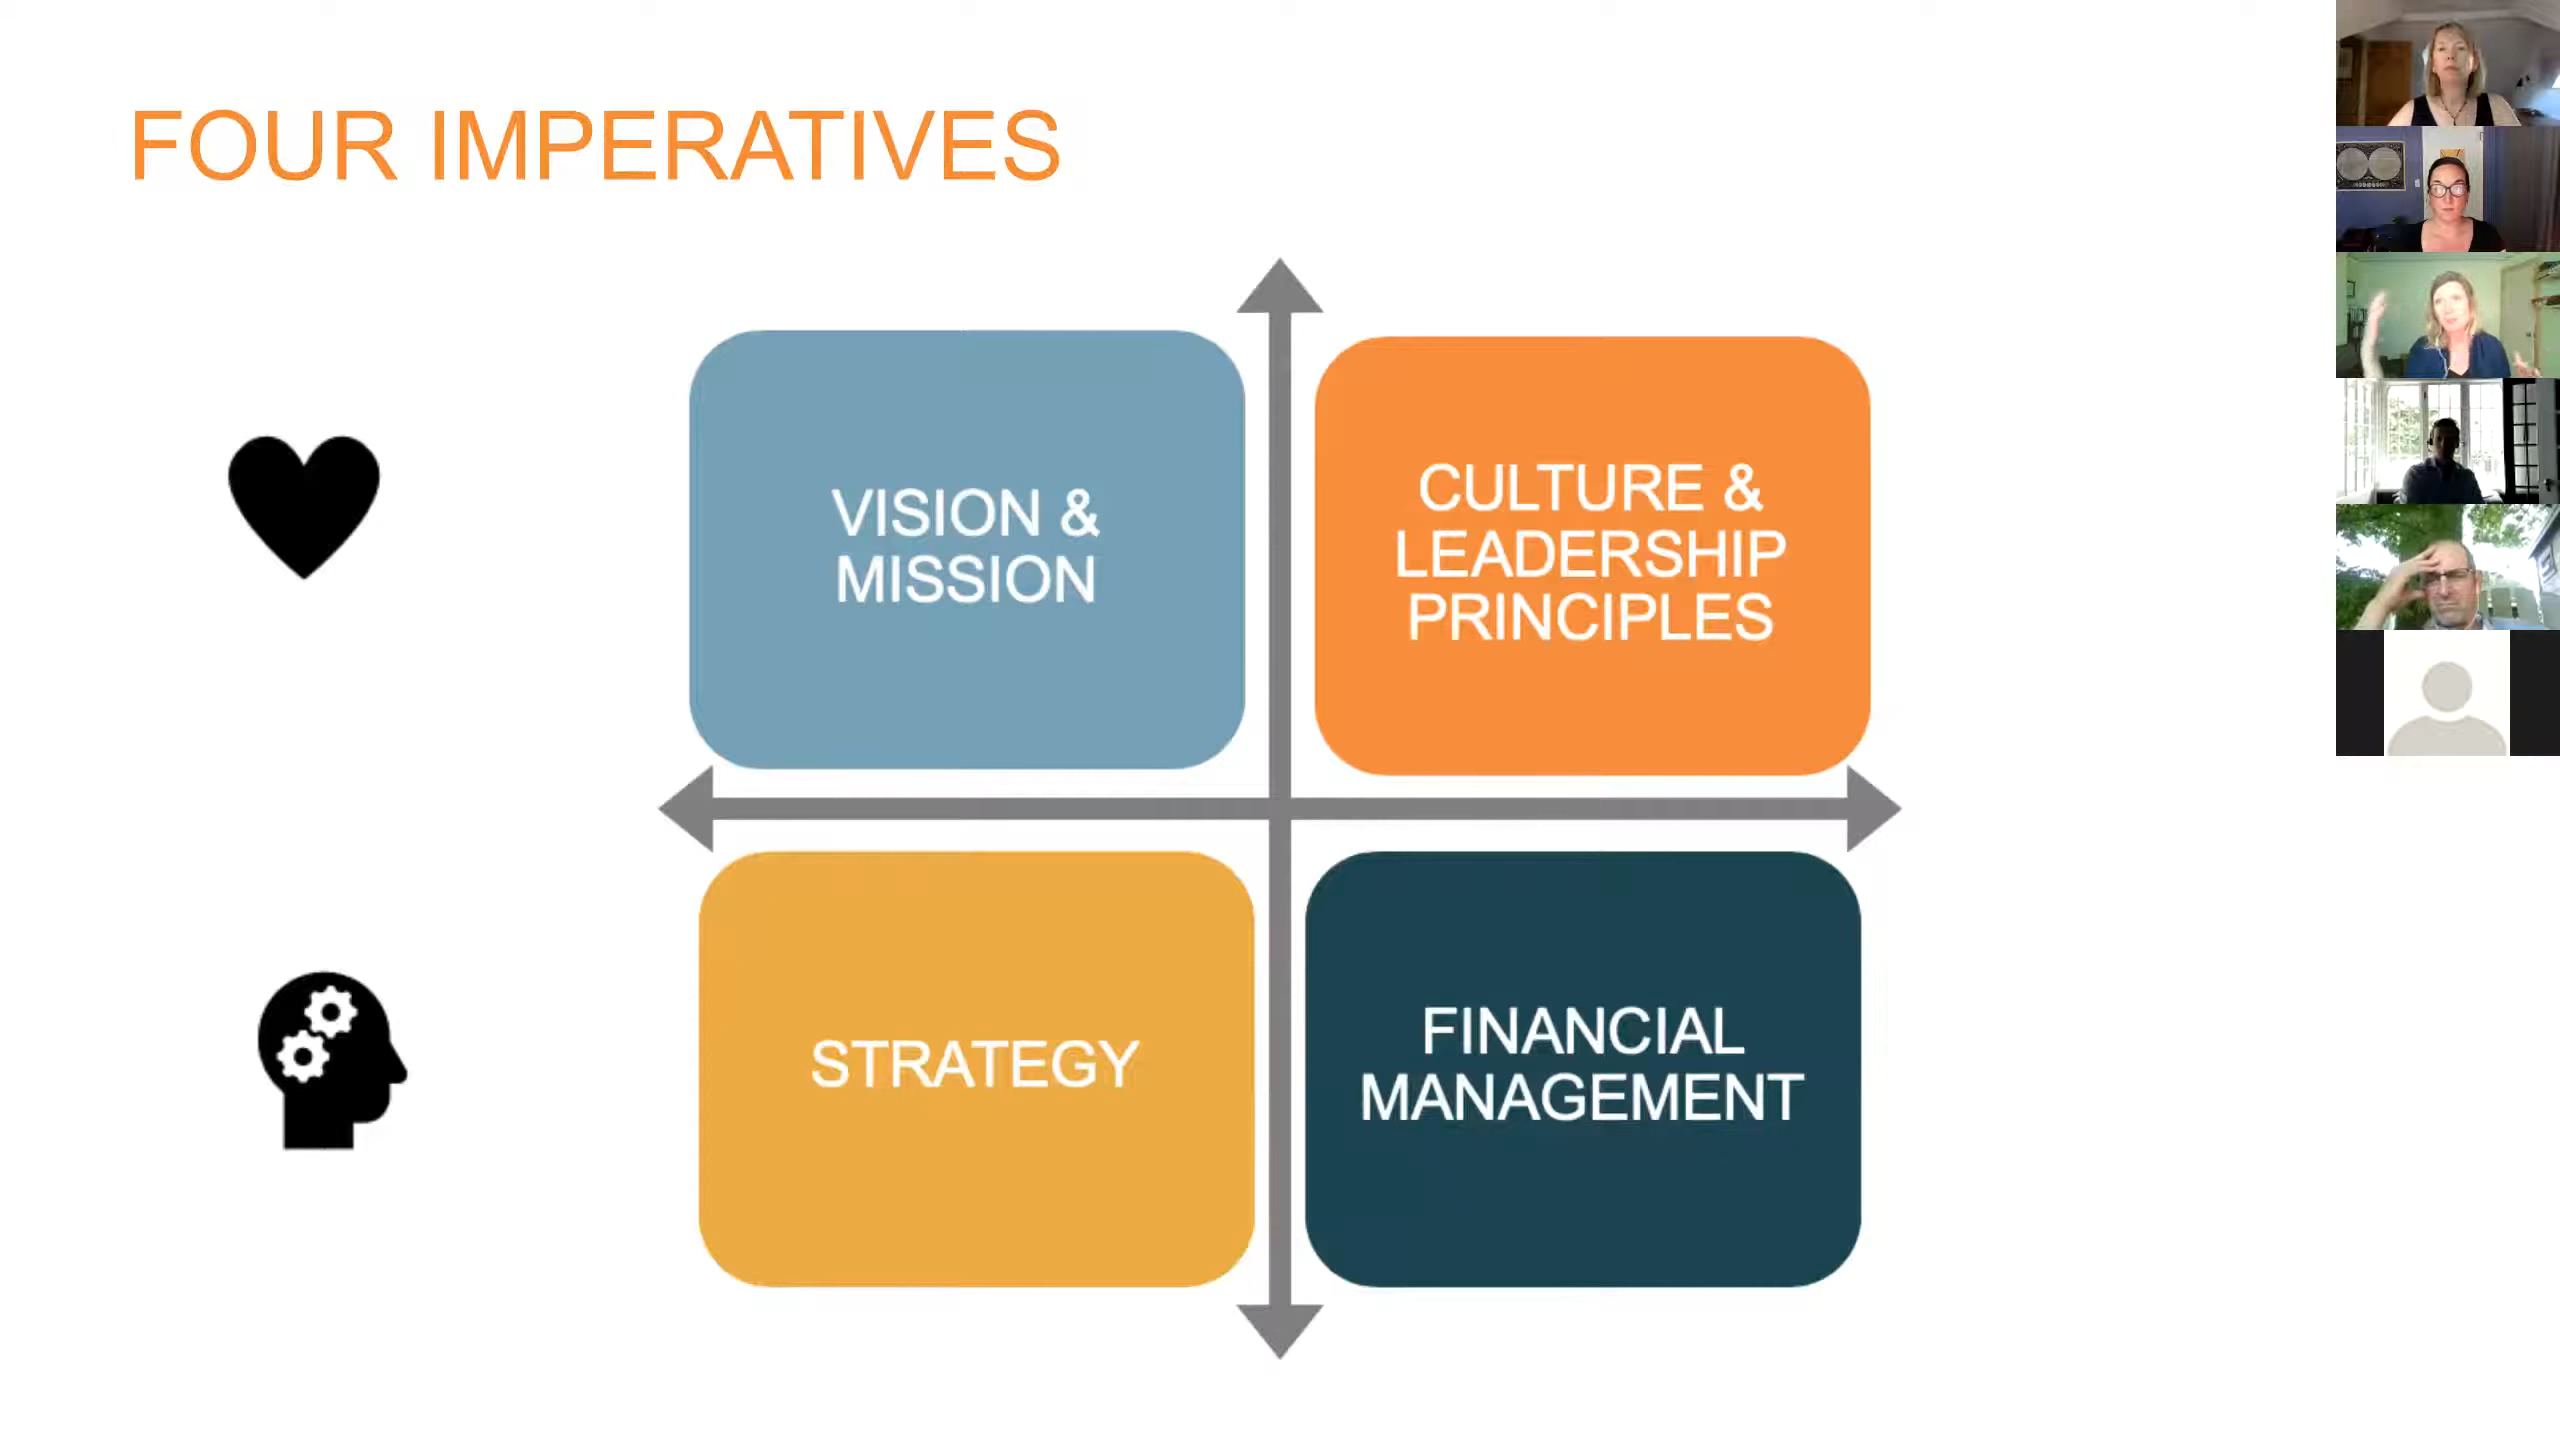 FOUR IMPERATIVES
VISION &
MISSION
CULTURE &
LEADERSHIP
PRINCIPLES
STRATEGY
FINANCIAL
MANAGEMENT